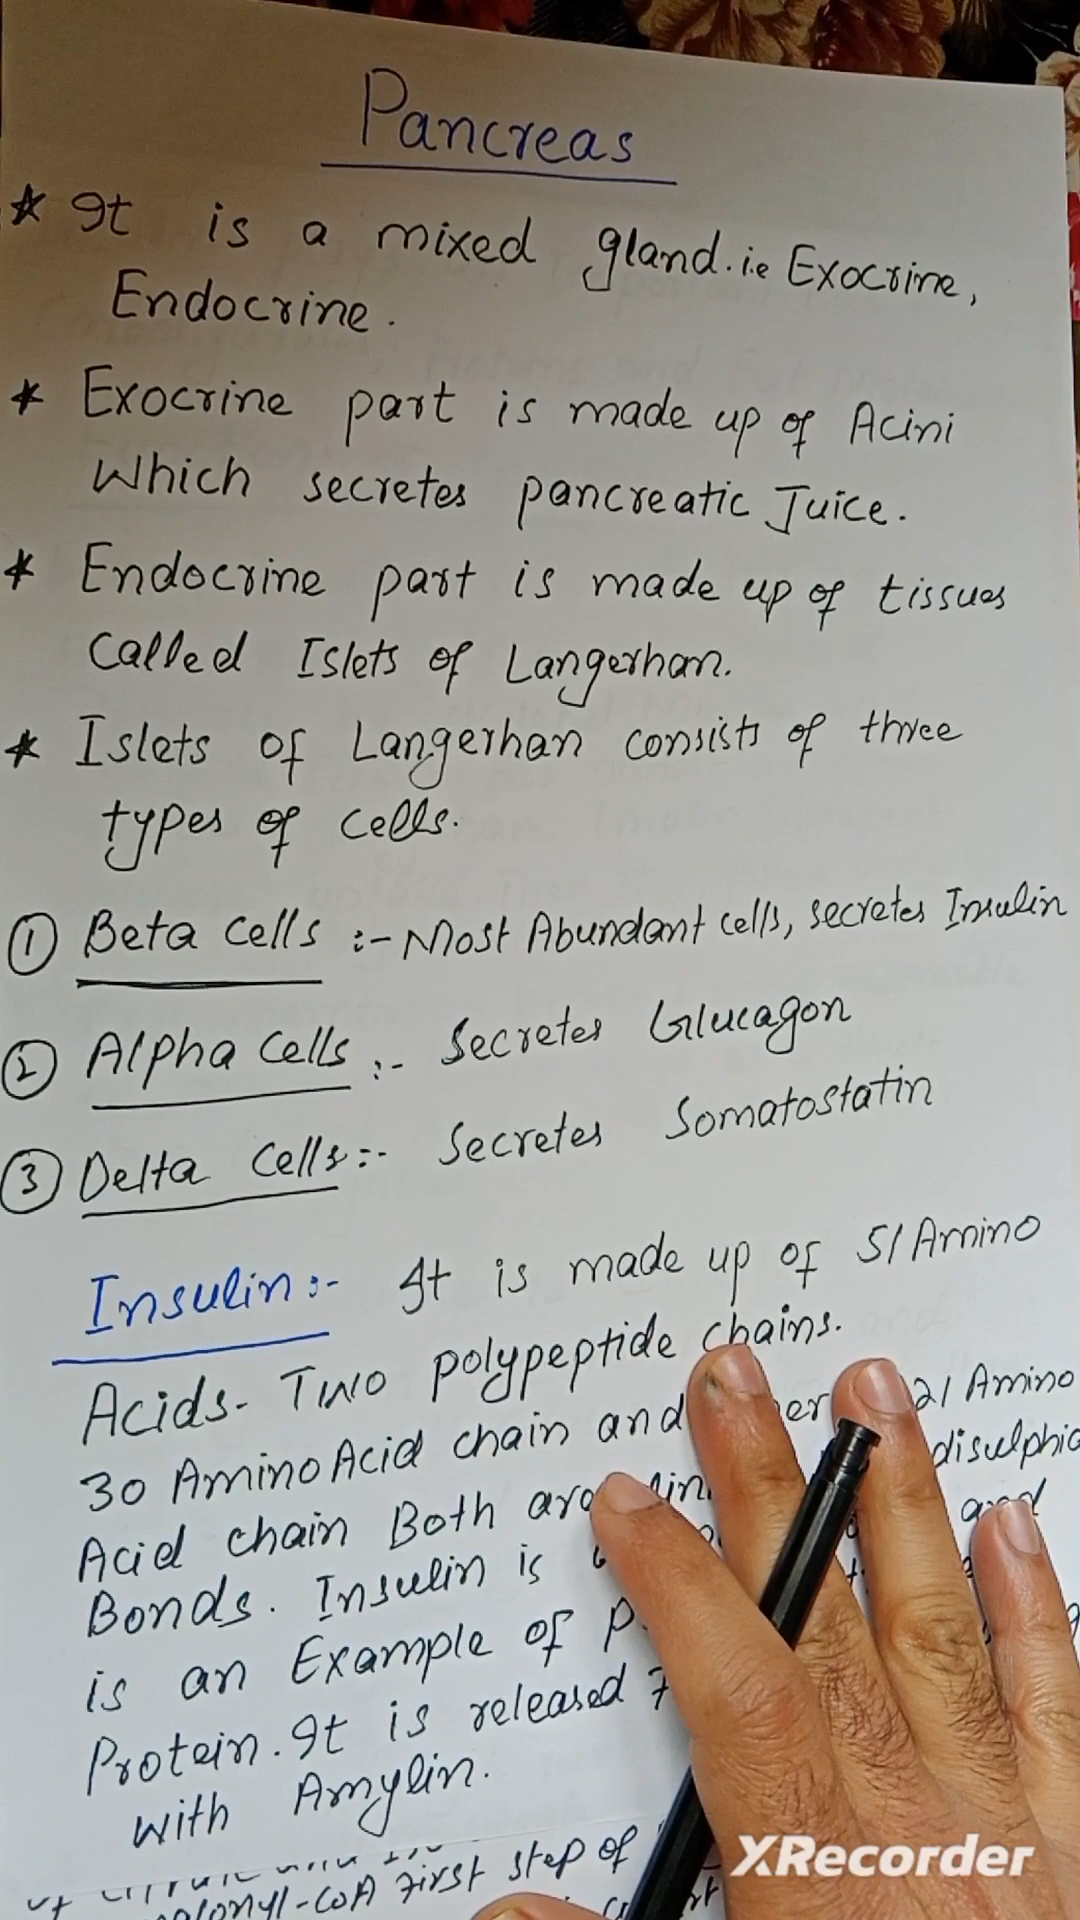 Pancreas
* It is a mixed gland. i.e Exocrine,
Endocrine.
* Exocrine part is made up of Acini
Which secretes pancreatic Juice.
* Endocrine part is made up of tissues
Called Islets of Langerhan.
* Islets of Langerhan consists of three
types of cells.
① Beta Cells :- Most Abundant cells, secretes Insulin
② Alpha Cells :- Secretes Glucagon
③ Delta Cells :- Secretes Somatostatin
Insulin :- It is made up of 51 Amino
Acids. Two polypeptide chains.
30 Amino Acid chain and 21 Amino
Acid chain Both are
Bonds. Insulin is and
is an Example of
Protein. It is released
with Amylin.
First step of
XRecorder